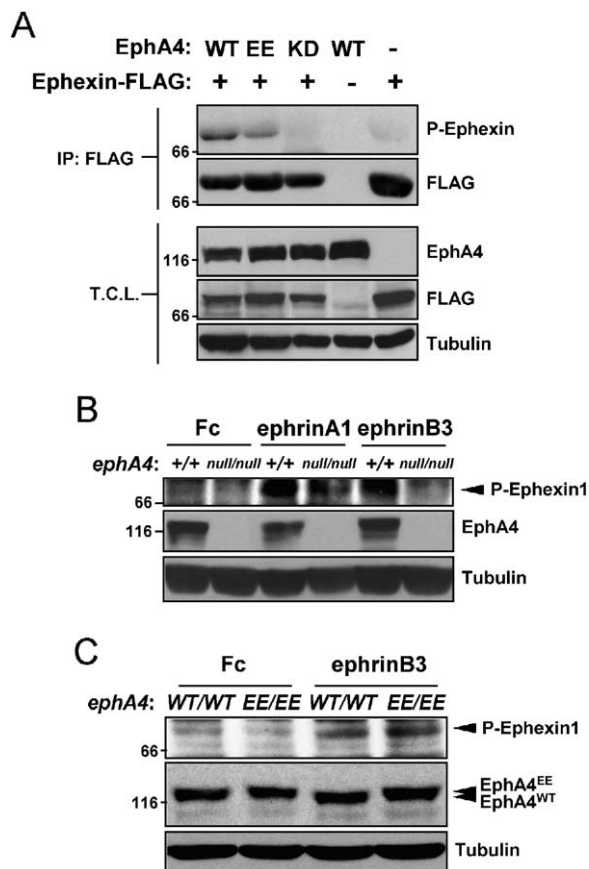 A
EphA4: WT EE KD WT -
Ephexin-FLAG: + + + - +
P-Ephexin
66
IP: FLAG
FLAG
66
EphA4
116
T.C.L.
FLAG
66
Tubulin
B
Fc ephrinA1 ephrinB3
ephA4: +/+ null/null +/+ null/null +/+ null/null
P-Ephexin1
66
EphA4
116
Tubulin
C
Fc ephrinB3
ephA4: WT/WT EE/EE WT/WT EE/EE
P-Ephexin1
66
EphA4EE
EphA4WT
116
Tubulin